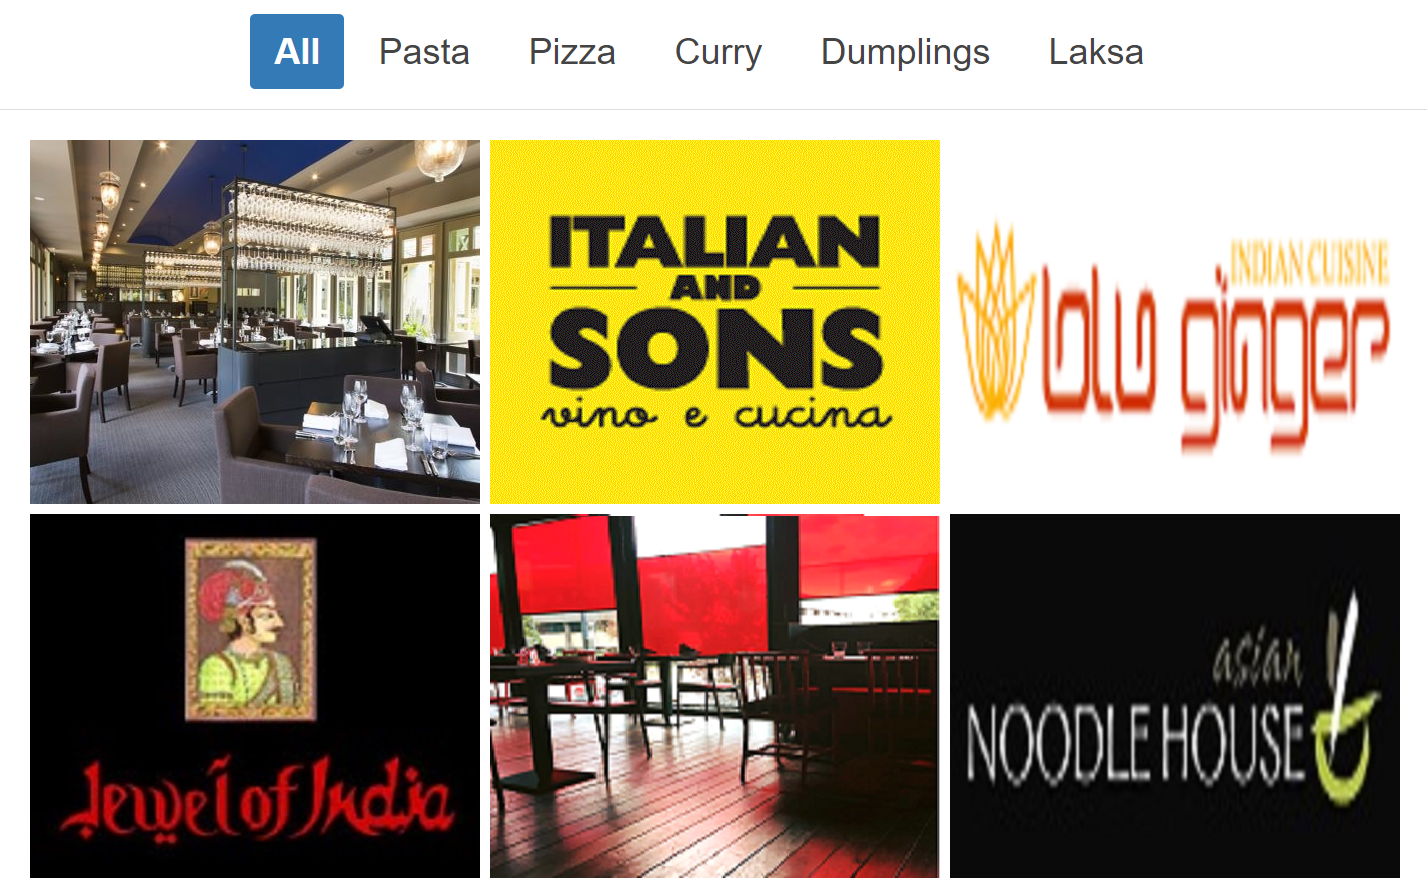 All Pasta Pizza Curry Dumplings Laksa
ITALIAN
AND
SONS
vino e cucina
INDIAN CUISINE
blu ginger
Jewel of India
asian
NOODLE HOUSE